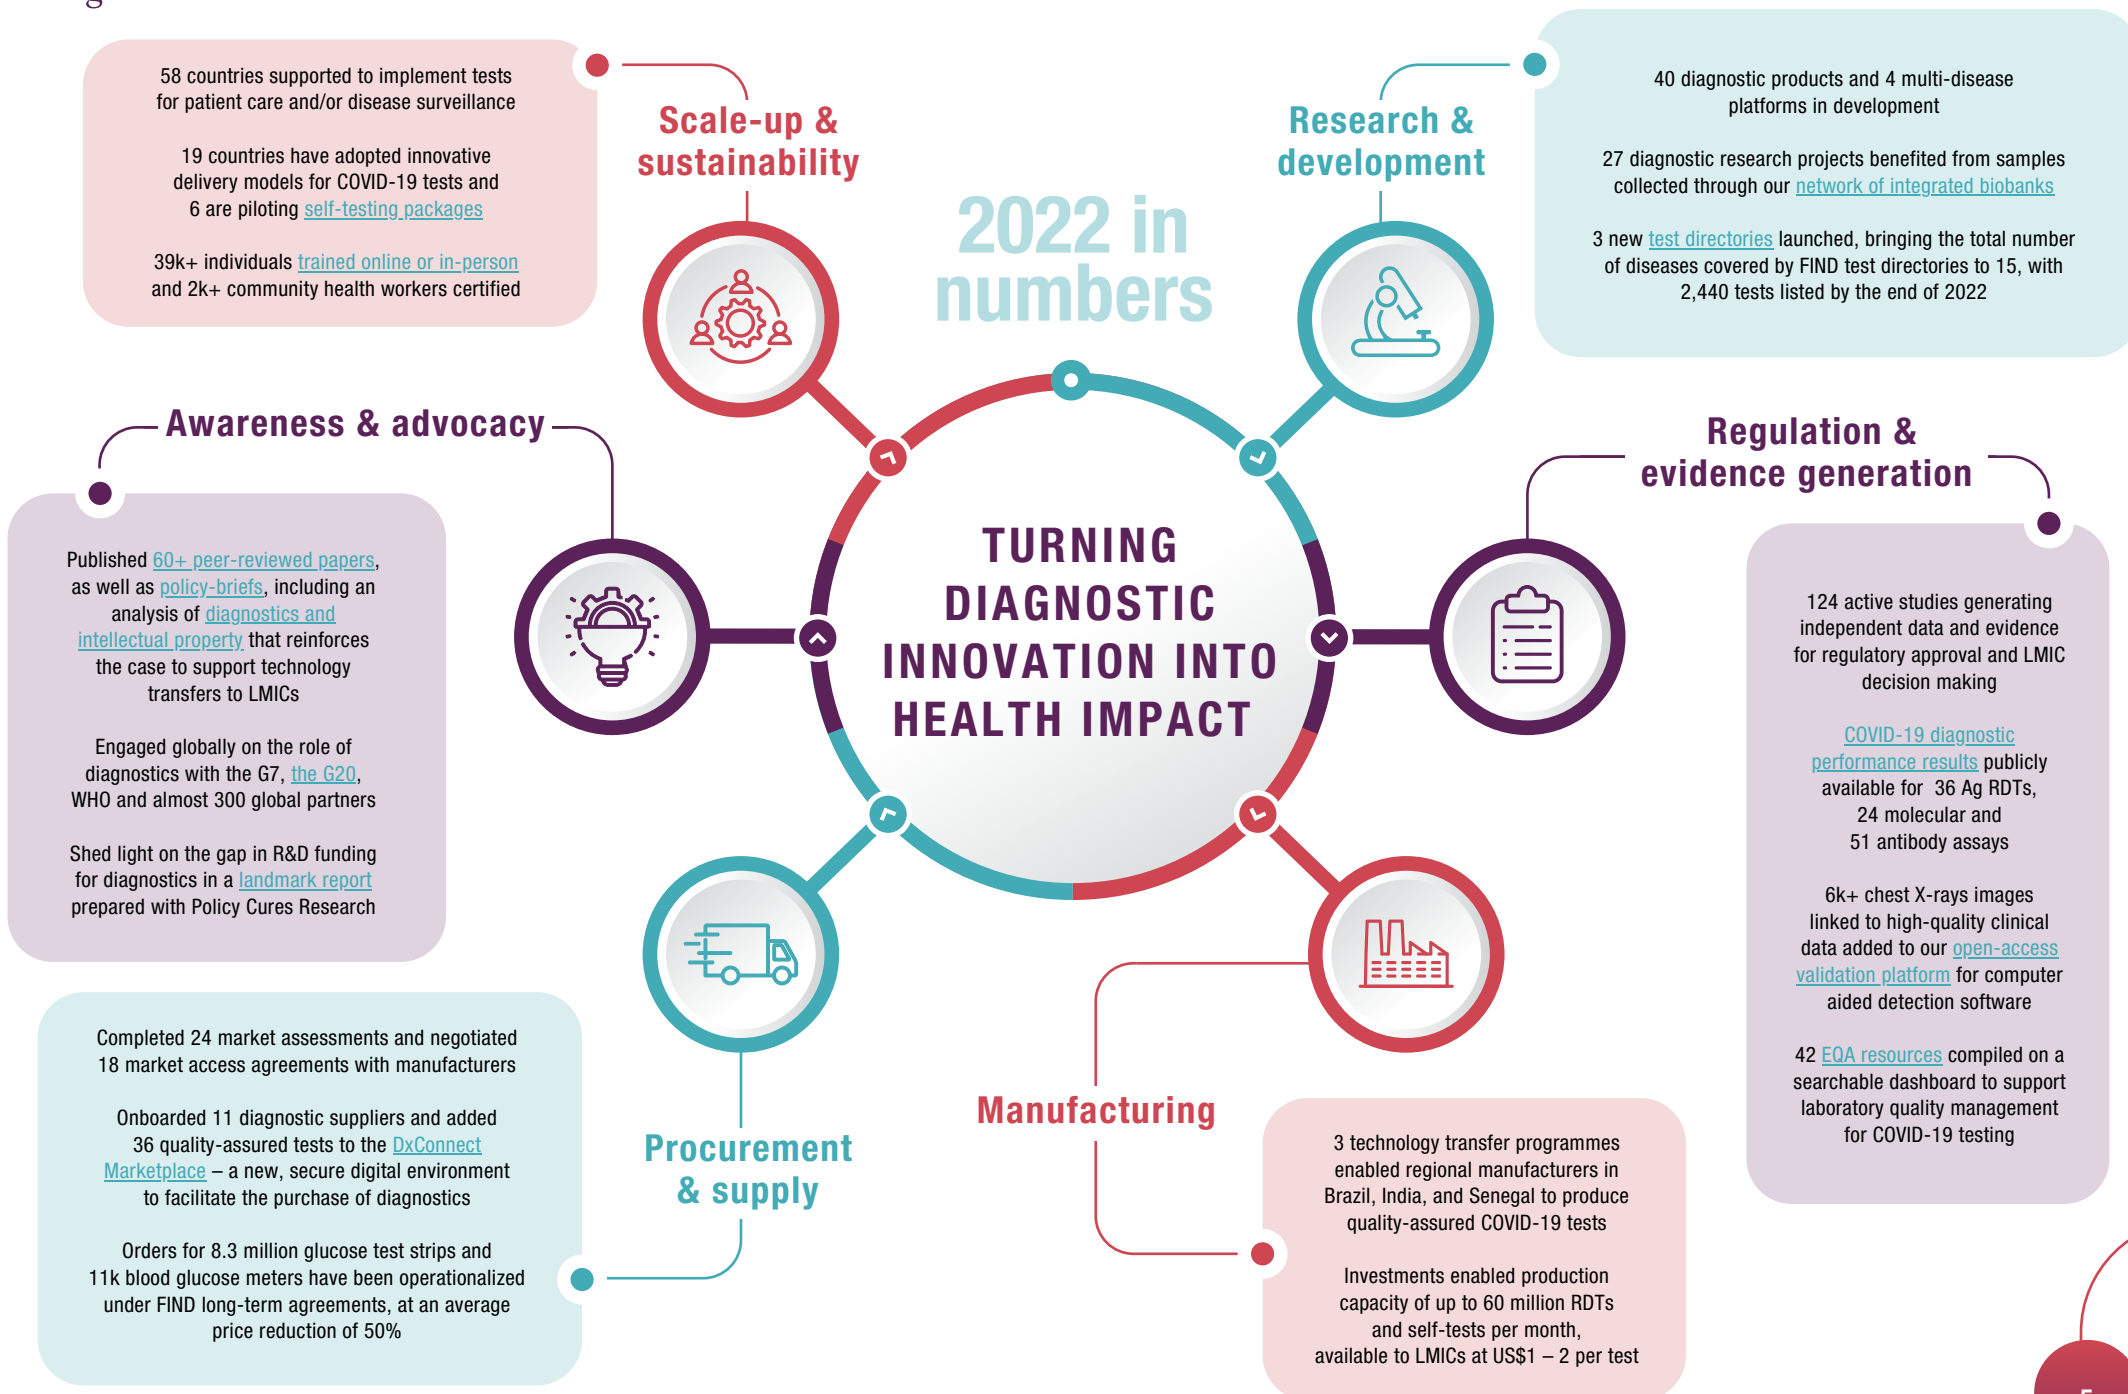 58 countries supported to implement tests
for patient care and/or disease surveillance
19 countries have adopted innovative
delivery models for COVID-19 tests and
6 are piloting self-testing packages
39k+ individuals trained online or in-person
and 2k+ community health workers certified
Scale-up &
sustainability
2022 in
numbers
Research &
development
40 diagnostic products and 4 multi-disease
platforms in development
27 diagnostic research projects benefited from samples
collected through our network of integrated biobanks
3 new test directories launched, bringing the total number
of diseases covered by FIND test directories to 15, with
2,440 tests listed by the end of 2022
Awareness & advocacy
Published 60+ peer-reviewed papers,
as well as policy-briefs, including an
analysis of diagnostics and
intellectual property that reinforces
the case to support technology
transfers to LMICs
Engaged globally on the role of
diagnostics with the G7, the G20,
WHO and almost 300 global partners
Shed light on the gap in R&D funding
for diagnostics in a landmark report
prepared with Policy Cures Research
TURNING
DIAGNOSTIC
INNOVATION INTO
HEALTH IMPACT
Regulation &
evidence generation
124 active studies generating
independent data and evidence
for regulatory approval and LMIC
decision making
COVID-19 diagnostic
performance results publicly
available for 36 Ag RDTs,
24 molecular and
51 antibody assays
6k+ chest X-rays images
linked to high-quality clinical
data added to our open-access
validation platform for computer
aided detection software
42 EQA resources compiled on a
searchable dashboard to support
laboratory quality management
for COVID-19 testing
Completed 24 market assessments and negotiated
18 market access agreements with manufacturers
Onboarded 11 diagnostic suppliers and added
36 quality-assured tests to the DxConnect
Marketplace – a new, secure digital environment
to facilitate the purchase of diagnostics
Orders for 8.3 million glucose test strips and
11k blood glucose meters have been operationalized
under FIND long-term agreements, at an average
price reduction of 50%
Procurement
& supply
Manufacturing
3 technology transfer programmes
enabled regional manufacturers in
Brazil, India, and Senegal to produce
quality-assured COVID-19 tests
Investments enabled production
capacity of up to 60 million RDTs
and self-tests per month,
available to LMICs at US$1 – 2 per test